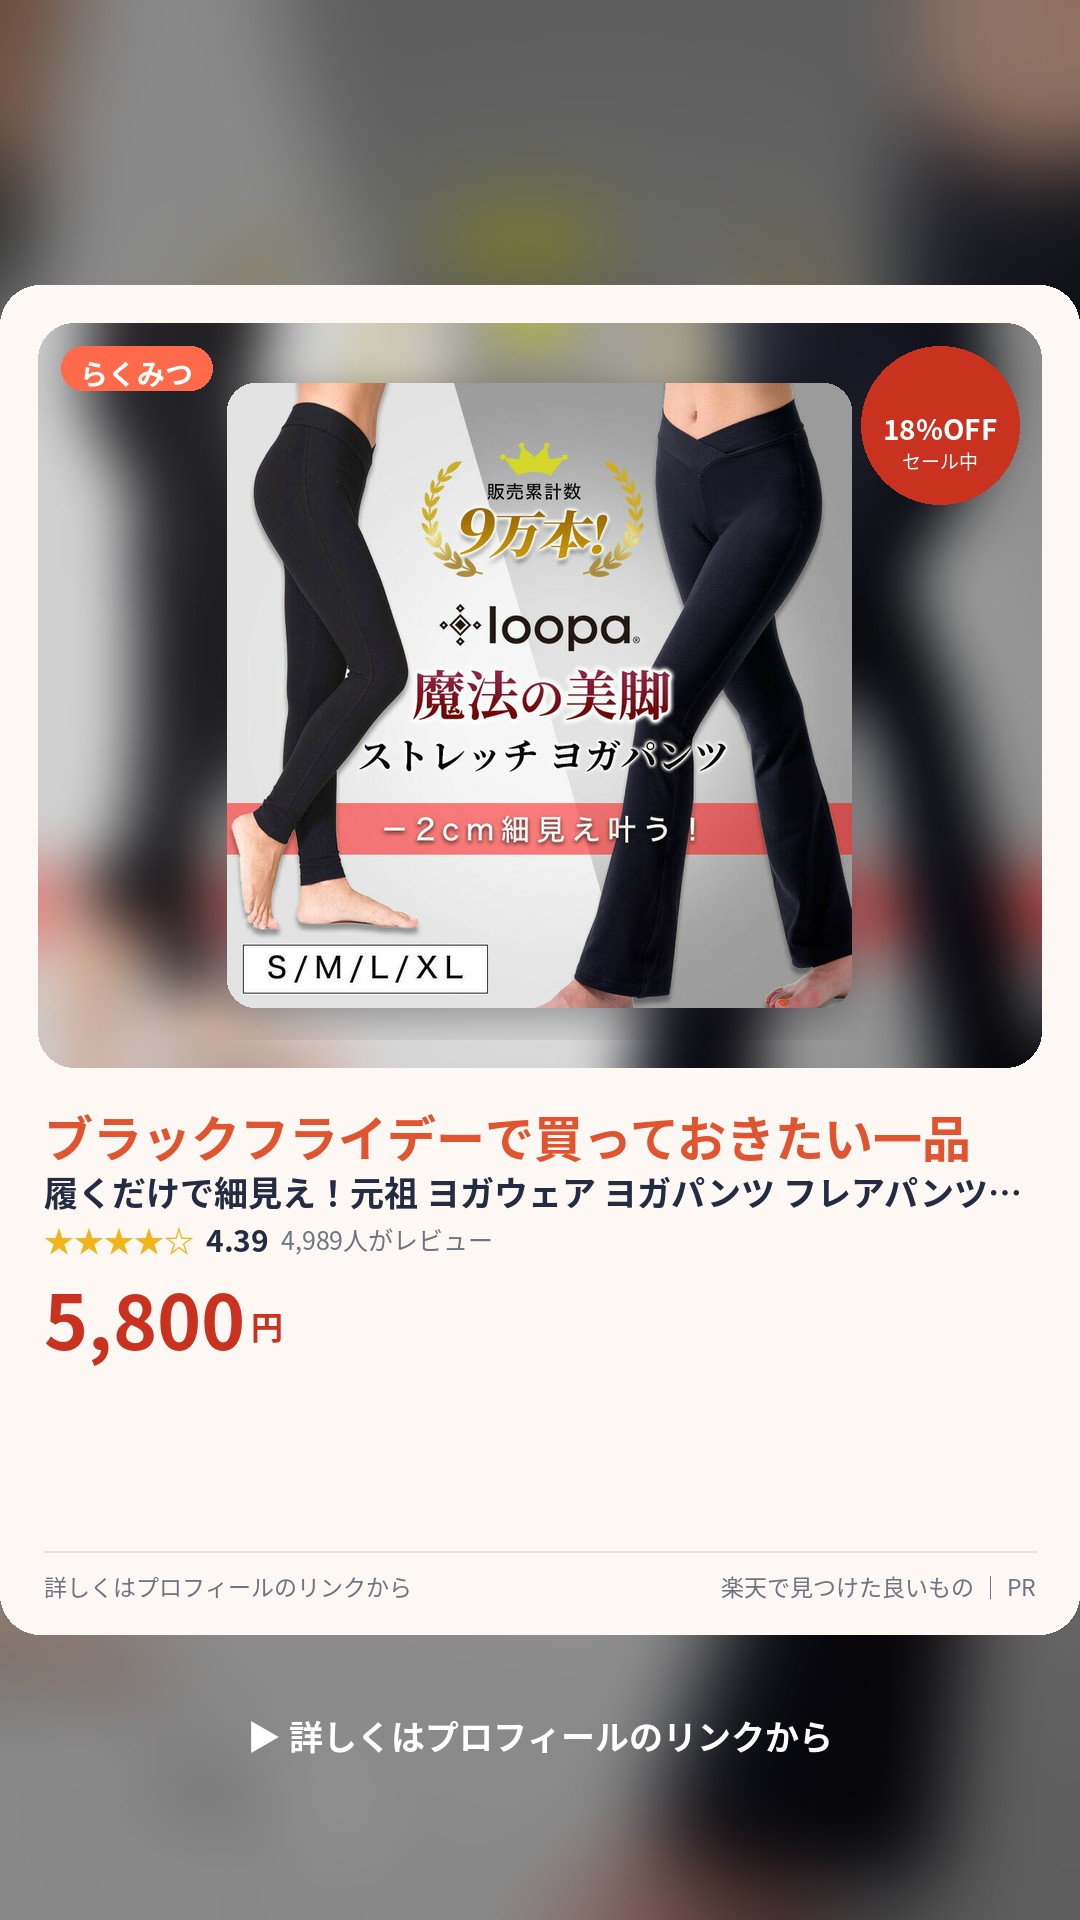 らくみつ
18%OFF
セール中
販売累計数
9万本!
loopa®
魔法の美脚
ストレッチ ヨガパンツ
−2cm細見え叶う！
S/M/L/XL
ブラックフライデーで買っておきたい一品
履くだけで細見え！元祖 ヨガウェア ヨガパンツ フレアパンツ…
★★★★☆ 4.39 4,989人がレビュー
5,800円
詳しくはプロフィールのリンクから
楽天で見つけた良いもの ｜ PR
▶ 詳しくはプロフィールのリンクから